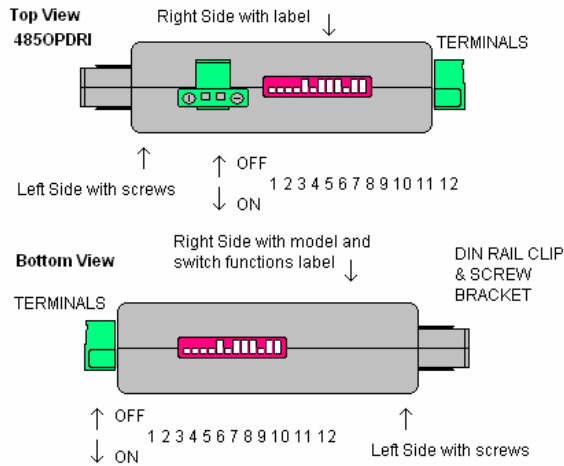 Top View
485OPDRI
Right Side with label
TERMINALS
Left Side with screws
OFF
ON
1 2 3 4 5 6 7 8 9 10 11 12
Bottom View
Right Side with model and
switch functions label
DIN RAIL CLIP
& SCREW
BRACKET
TERMINALS
OFF
ON
1 2 3 4 5 6 7 8 9 10 11 12
Left Side with screws